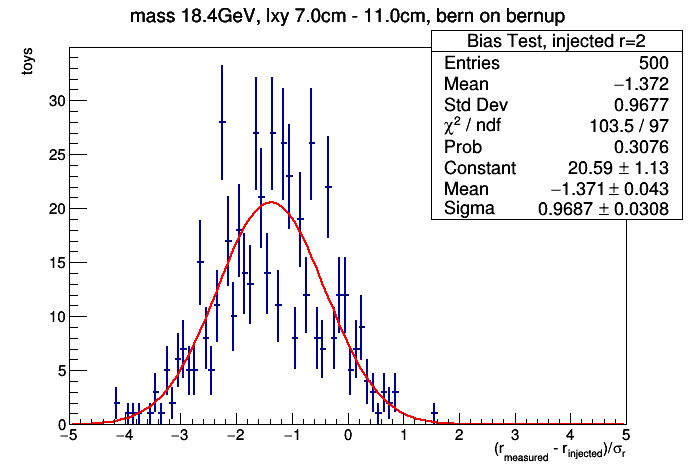 mass 18.4GeV, lxy 7.0cm - 11.0cm, bern on bernup
Bias Test, injected r=2
Entries 500
Mean −1.372
Std Dev 0.9677
χ² / ndf 103.5 / 97
Prob 0.3076
Constant 20.59 ± 1.13
Mean −1.371 ± 0.043
Sigma 0.9687 ± 0.0308
toys
30
25
20
15
10
5
0
−5 −4 −3 −2 −1 0 1 2 3 4 5
(r_measured - r_injected)/σ_r